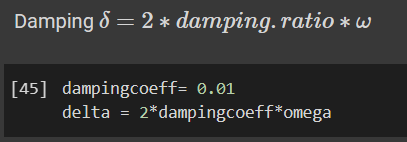 Damping δ = 2 * damping.ratio * ω
[45] dampingcoeff= 0.01
delta = 2*dampingcoeff*omega